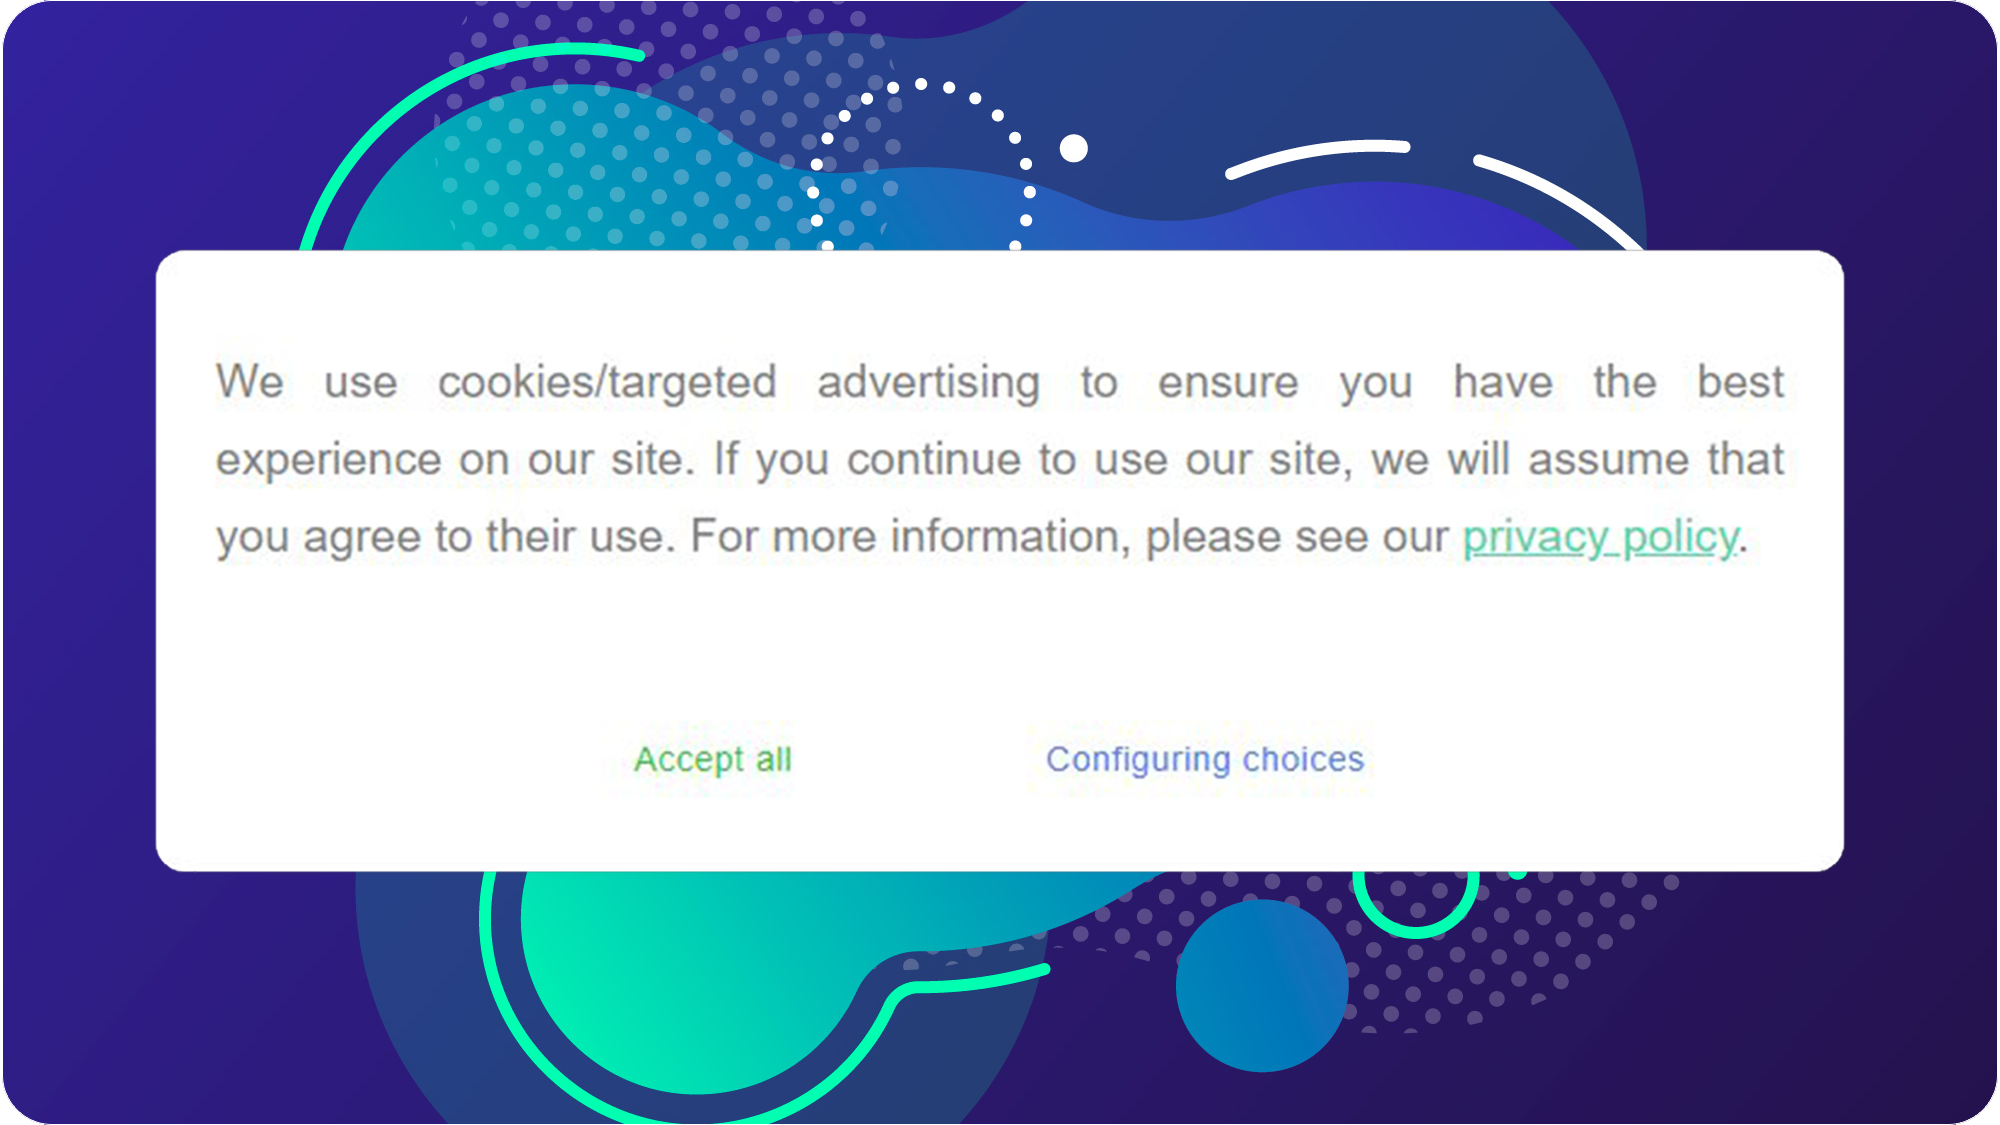 We use cookies/targeted advertising to ensure you have the best
experience on our site. If you continue to use our site, we will assume that
you agree to their use. For more information, please see our privacy policy.
Accept all
Configuring choices